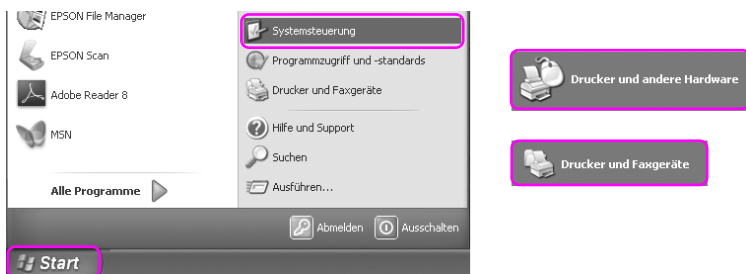 EPSON File Manager
EPSON Scan
Adobe Reader 8
MSN
Alle Programme
Systemsteuerung
Programmzugriff und -standards
Drucker und Faxgeräte
Hilfe und Support
Suchen
Ausführen...
Abmelden
Ausschalten
Start
Drucker und andere Hardware
Drucker und Faxgeräte